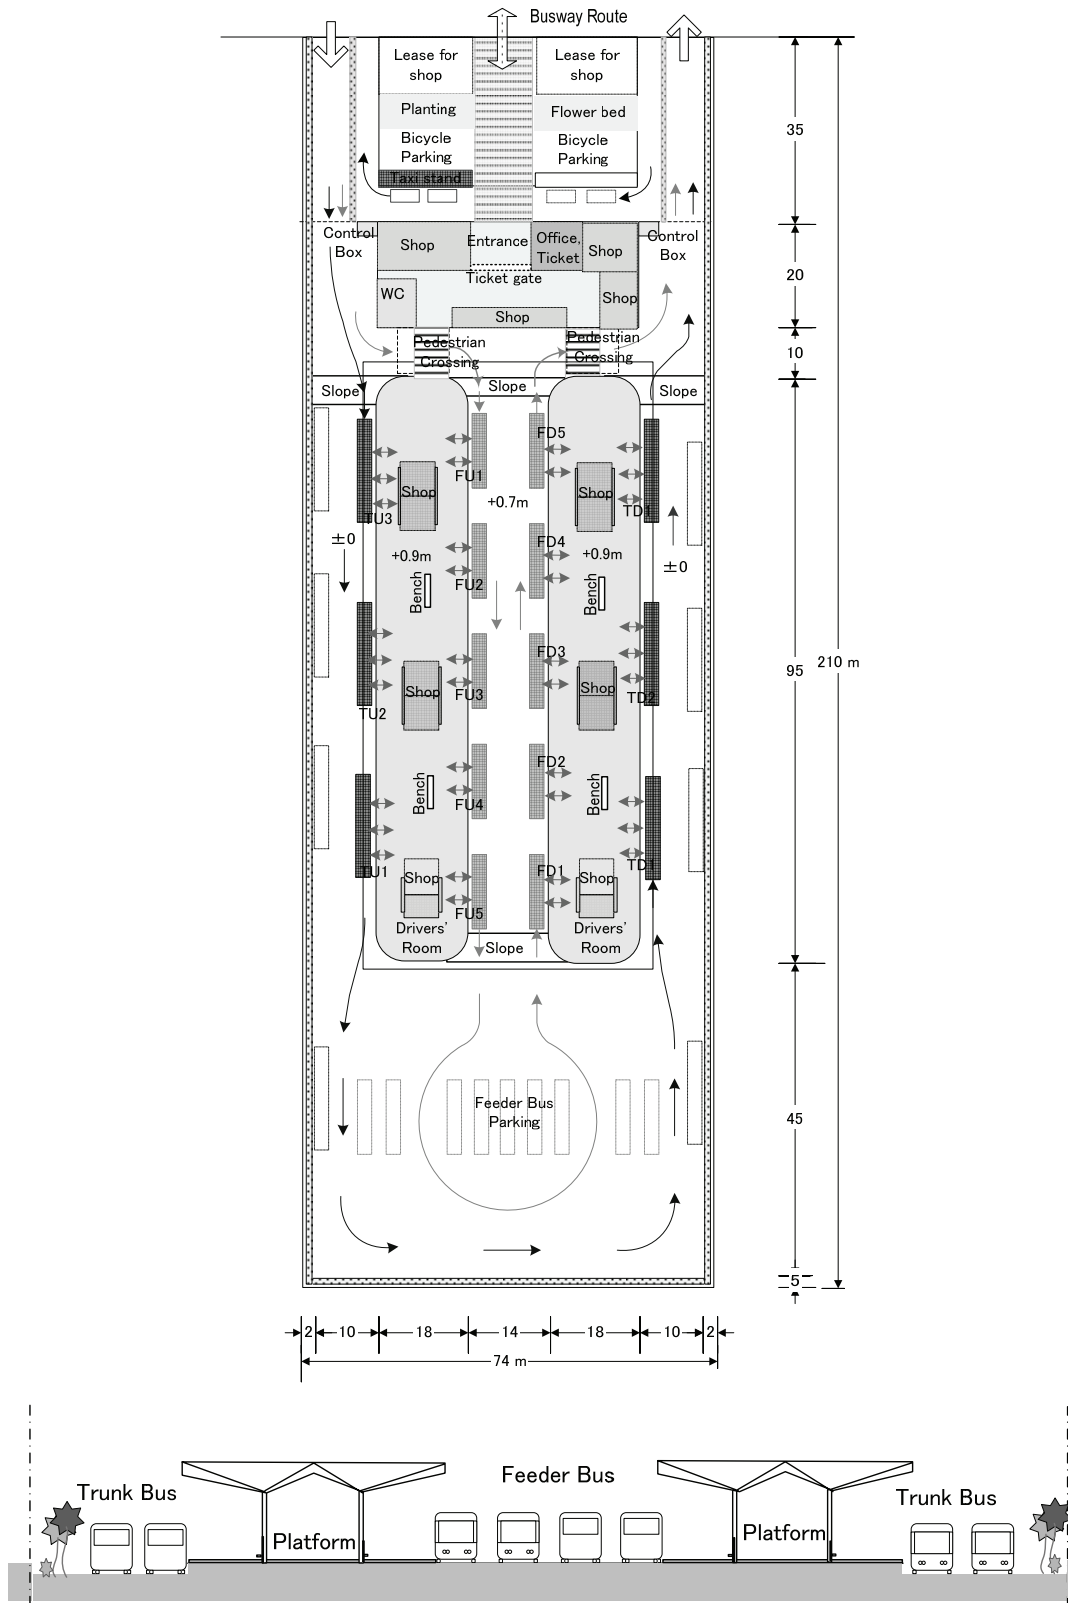 Busway Route
Lease for
shop
Lease for
shop
Planting
Flower bed
Bicycle
Parking
Bicycle
Parking
Taxi stand
35
Control
Box
Shop
Entrance
Office,
Ticket
Shop
Control
Box
Ticket gate
20
WC
Shop
Shop
Pedestrian
Crossing
Pedestrian
Crossing
10
Slope
Slope
Slope
FD5
Shop
FU1
Shop
+0.7m
TU3
TD1
±0
FD4
+0.9m
+0.9m
±0
FU2
Bench
Bench
FD3
95
210 m
Shop
FU3
Shop
TD2
TU2
FD2
Bench
FU4
Bench
TU1
Shop
FD1
Shop
TD1
FU5
Drivers'
Room
Slope
Drivers'
Room
Feeder Bus
Parking
45
5
2
10
18
14
18
10
2
74 m
Trunk Bus
Feeder Bus
Trunk Bus
Platform
Platform